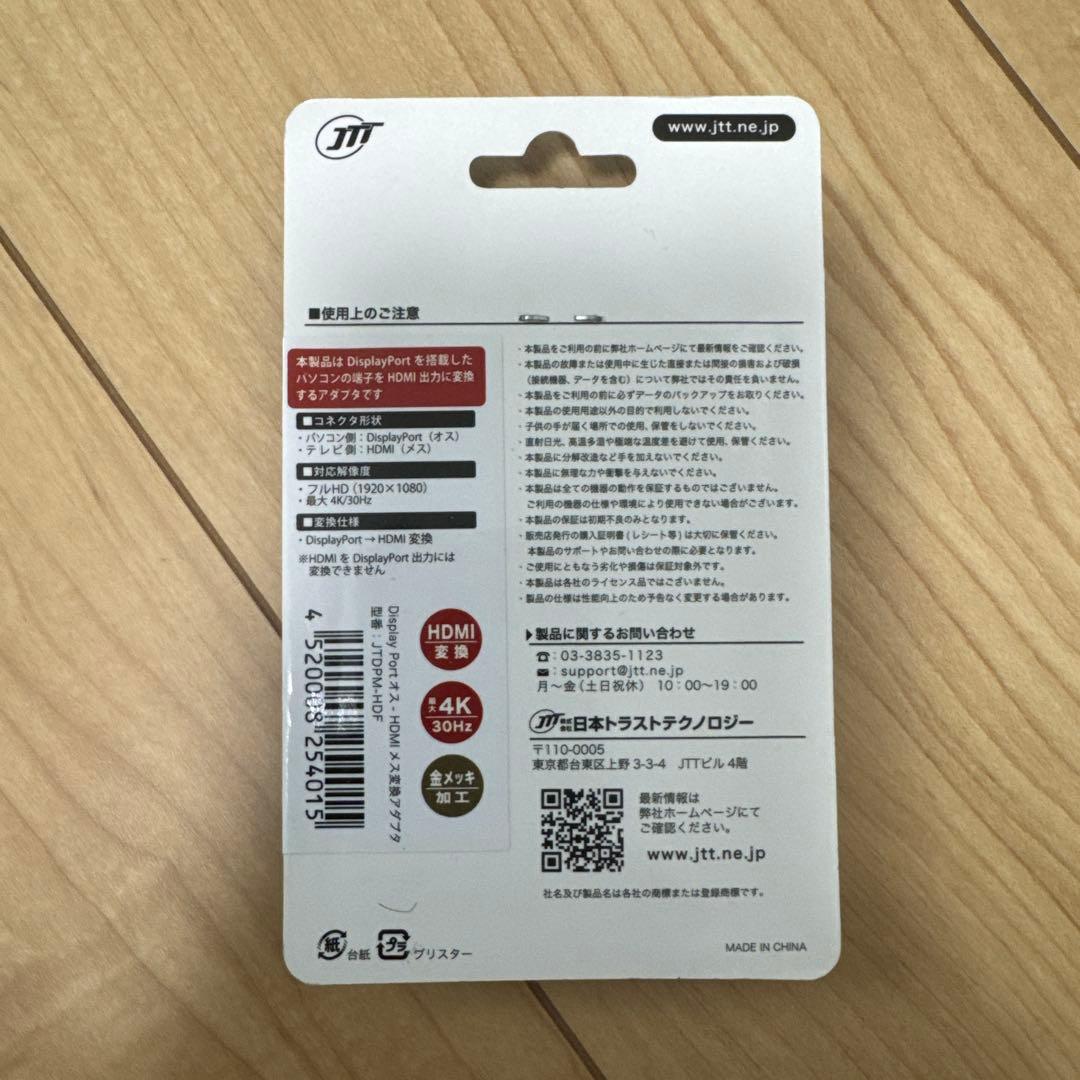 JTT
www.jtt.ne.jp
■使用上のご注意
本製品は DisplayPort を搭載した
パソコンの端子を HDMI 出力に変換
するアダプタです
■コネクタ形状
・パソコン側：DisplayPort（オス）
・テレビ側：HDMI（メス）
■対応解像度
・フルHD（1920×1080）
・最大 4K/30Hz
■変換仕様
・DisplayPort → HDMI 変換
※HDMI を DisplayPort 出力には
変換できません
Display Port オス - HDMI メス変換アダプタ
型番：JTDPM-HDF
4 520008 254015
HDMI
変換
最大 4K
30Hz
金メッキ
加工
・本製品をご利用の前に弊社ホームページにて最新情報をご確認ください。
・本製品の故障または使用中に生じた直接または間接の損害および破損
（接続機器、データを含む）について弊社ではその責任を負いません。
・本製品をご利用の前に必ずデータのバックアップをお取りください。
・本製品の使用用途以外の目的で利用しないでください。
・子供の手が届く場所での使用、保管をしないでください。
・直射日光、高温多湿や極端な温度差を避けて使用、保管ください。
・本製品に分解改造など手を加えないでください。
・本製品に無理な力や衝撃を与えないでください。
・本製品は全ての機器の動作を保証するものではございません。
ご利用の機器の仕様や環境により使用できない場合がございます。
・本製品の保証は初期不良のみとなります。
・販売店発行の購入証明書(レシート等)は大切に保管ください。
本製品のサポートやお問い合わせの際に必要となります。
・ご使用にともなう劣化や損傷は保証対象外です。
・本製品は各社のライセンス品ではございません。
・製品の仕様は性能向上のため予告なく変更する場合があります。
▶製品に関するお問い合わせ
☎：03-3835-1123
✉：support@jtt.ne.jp
月～金（土日祝休） 10：00～19：00
JTT 株式会社 日本トラストテクノロジー
〒110-0005
東京都台東区上野 3-3-4 JTTビル 4階
最新情報は
弊社ホームページにて
ご確認ください。
www.jtt.ne.jp
社名及び製品名は各社の商標または登録商標です。
紙 台紙 プラ ブリスター
MADE IN CHINA